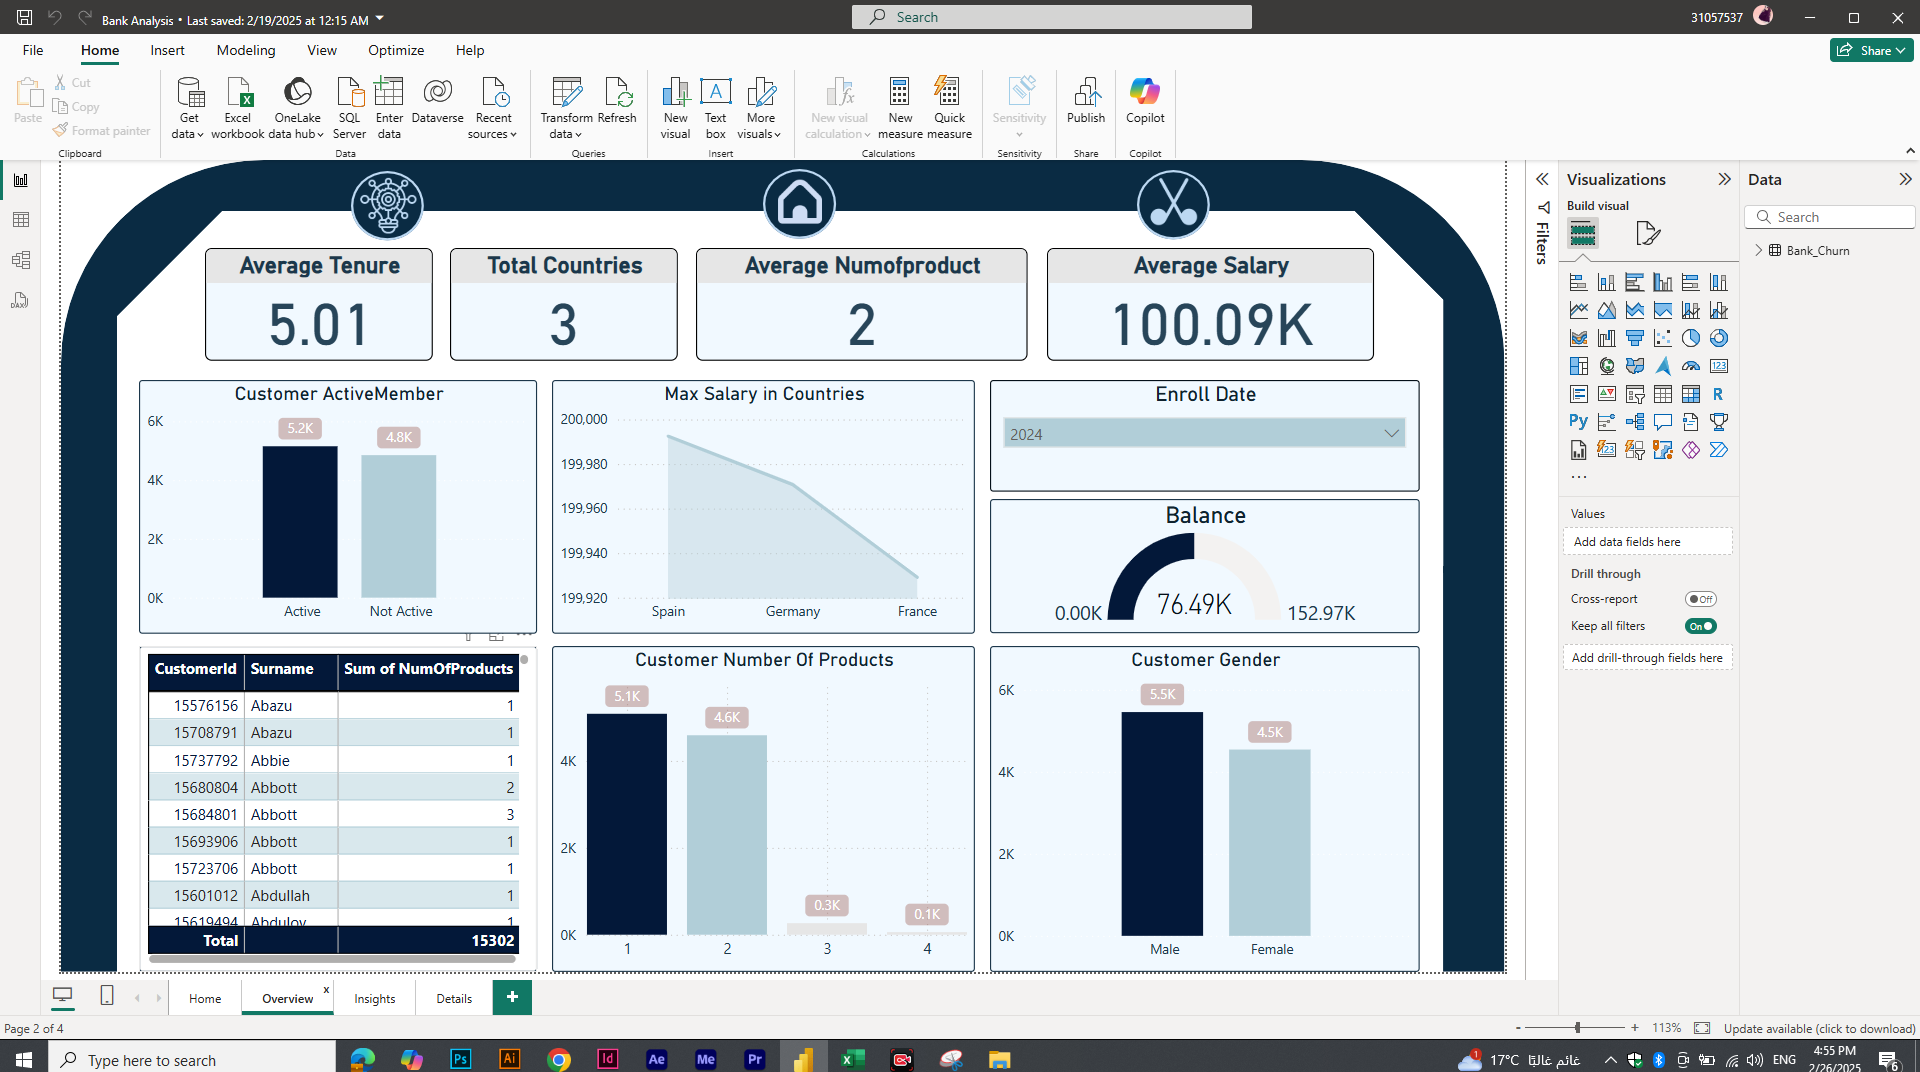 Bank Analysis • Last saved: 2/19/2025 at 12:15 AM
Search
31057537
File Home Insert Modeling View Optimize Help
Share
Paste
Cut
Copy
Format painter
Clipboard
Get data
Excel workbook
OneLake data hub
SQL Server
Enter data
Dataverse
Recent sources
Data
Transform data
Refresh
Queries
New visual
Text box
More visuals
Insert
New visual calculation
New measure
Quick measure
Calculations
Sensitivity
Sensitivity
Publish
Share
Copilot
Copilot
Average Tenure
5.01
Total Countries
3
Average Numofproduct
2
Average Salary
100.09K
Customer ActiveMember
6K
4K
2K
0K
5.2K
4.8K
Active Not Active
Max Salary in Countries
200,000
199,980
199,960
199,940
199,920
Spain Germany France
Enroll Date
2024
Balance
0.00K 76.49K 152.97K
CustomerId Surname Sum of NumOfProducts
15576156 Abazu 1
15708791 Abazu 1
15737792 Abbie 1
15680804 Abbott 2
15684801 Abbott 3
15693906 Abbott 1
15723706 Abbott 1
15601012 Abdullah 1
15619494 Abdulov 1
Total 15302
Customer Number Of Products
4K
2K
0K
5.1K
4.6K
0.3K
0.1K
1 2 3 4
Customer Gender
6K
4K
2K
0K
5.5K
4.5K
Male Female
Filters
Visualizations
Build visual
R
Py
123
Values
Add data fields here
Drill through
Cross-report Off
Keep all filters On
Add drill-through fields here
Data
Search
Bank_Churn
Home Overview x Insights Details +
Page 2 of 4
- + 113%
Update available (click to download)
Type here to search
Ps Ai Id Ae Me Pr
1
17°C غائم غالبًا
ENG
4:55 PM
2/26/2025
6